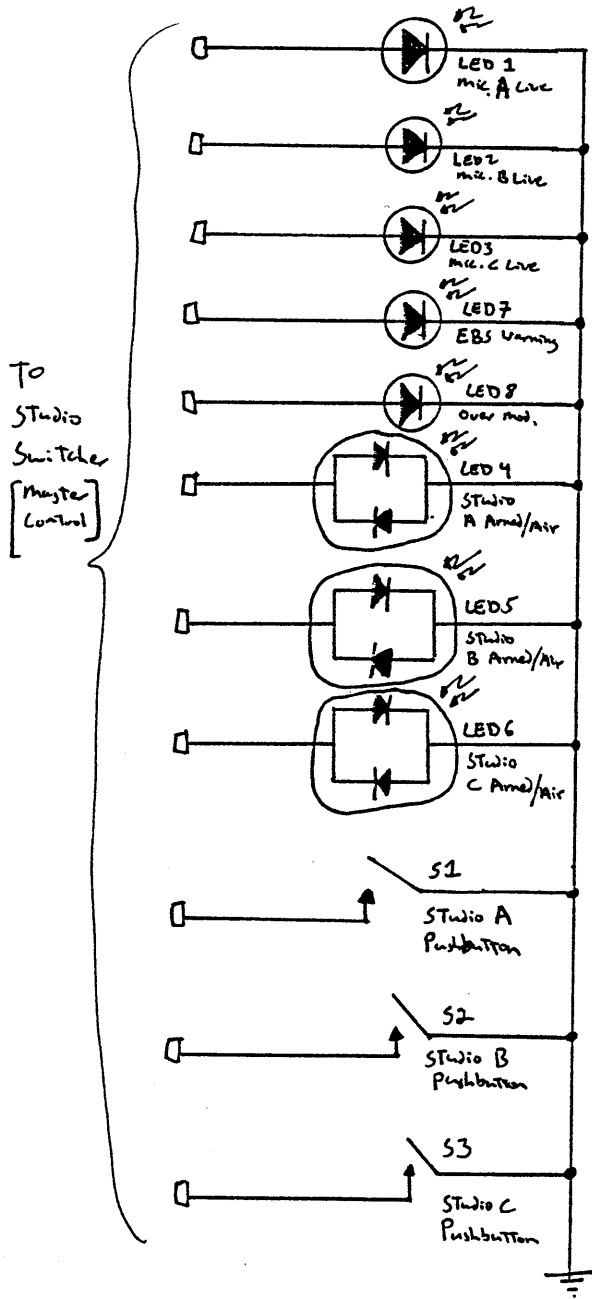 LED 1
Mic. A Live
LED2
Mic. B Live
LED3
Mic. C Live
LED7
EBS Warning
LED8
Over Mod.
To
Studio
Switcher
[Master
Control]
LED 4
Studio
A Armed/Air
LED5
Studio
B Armed/Air
LED6
Studio
C Armed/Air
S1
Studio A
Pushbutton
S2
Studio B
Pushbutton
S3
Studio C
Pushbutton